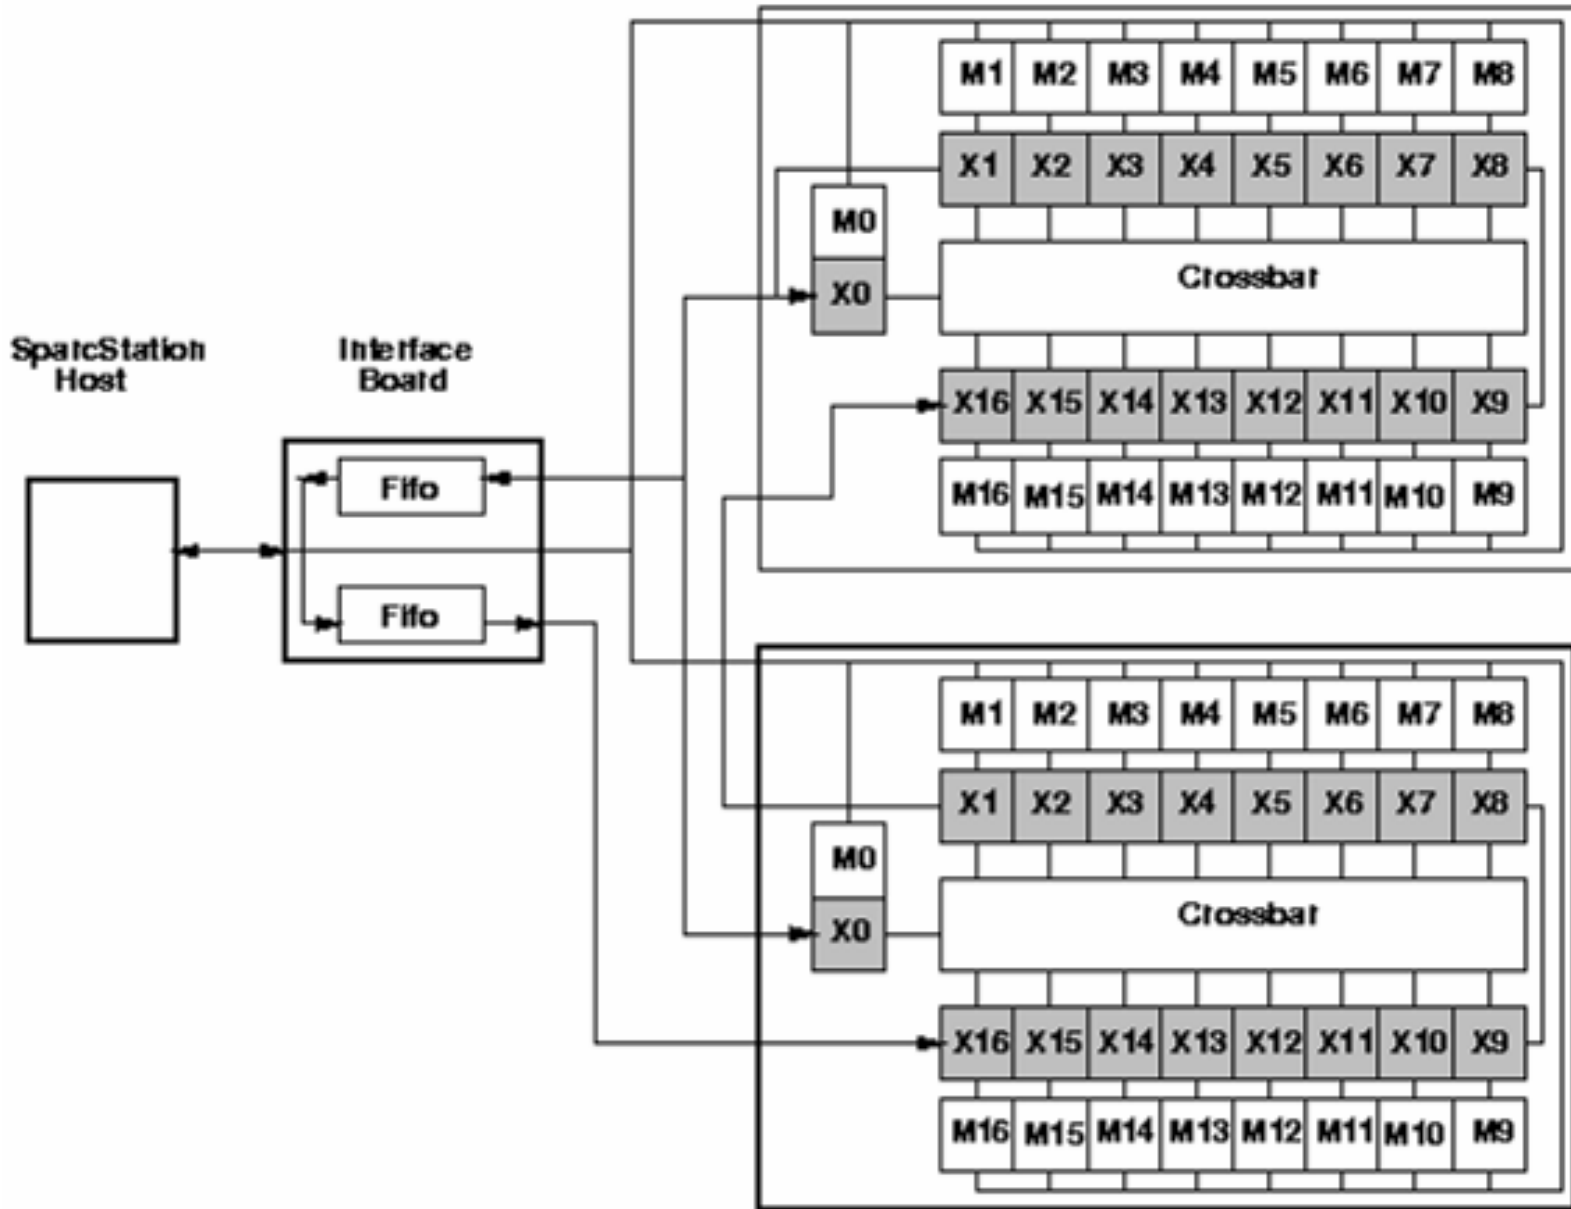 M1 M2 M3 M4 M5 M6 M7 M8
X1 X2 X3 X4 X5 X6 X7 X8
M0
X0
Crossbar
X16 X15 X14 X13 X12 X11 X10 X9
M16 M15 M14 M13 M12 M11 M10 M9
SparcStation
Host
Interface
Board
Fifo
Fifo
M1 M2 M3 M4 M5 M6 M7 M8
X1 X2 X3 X4 X5 X6 X7 X8
M0
X0
Crossbar
X16 X15 X14 X13 X12 X11 X10 X9
M16 M15 M14 M13 M12 M11 M10 M9